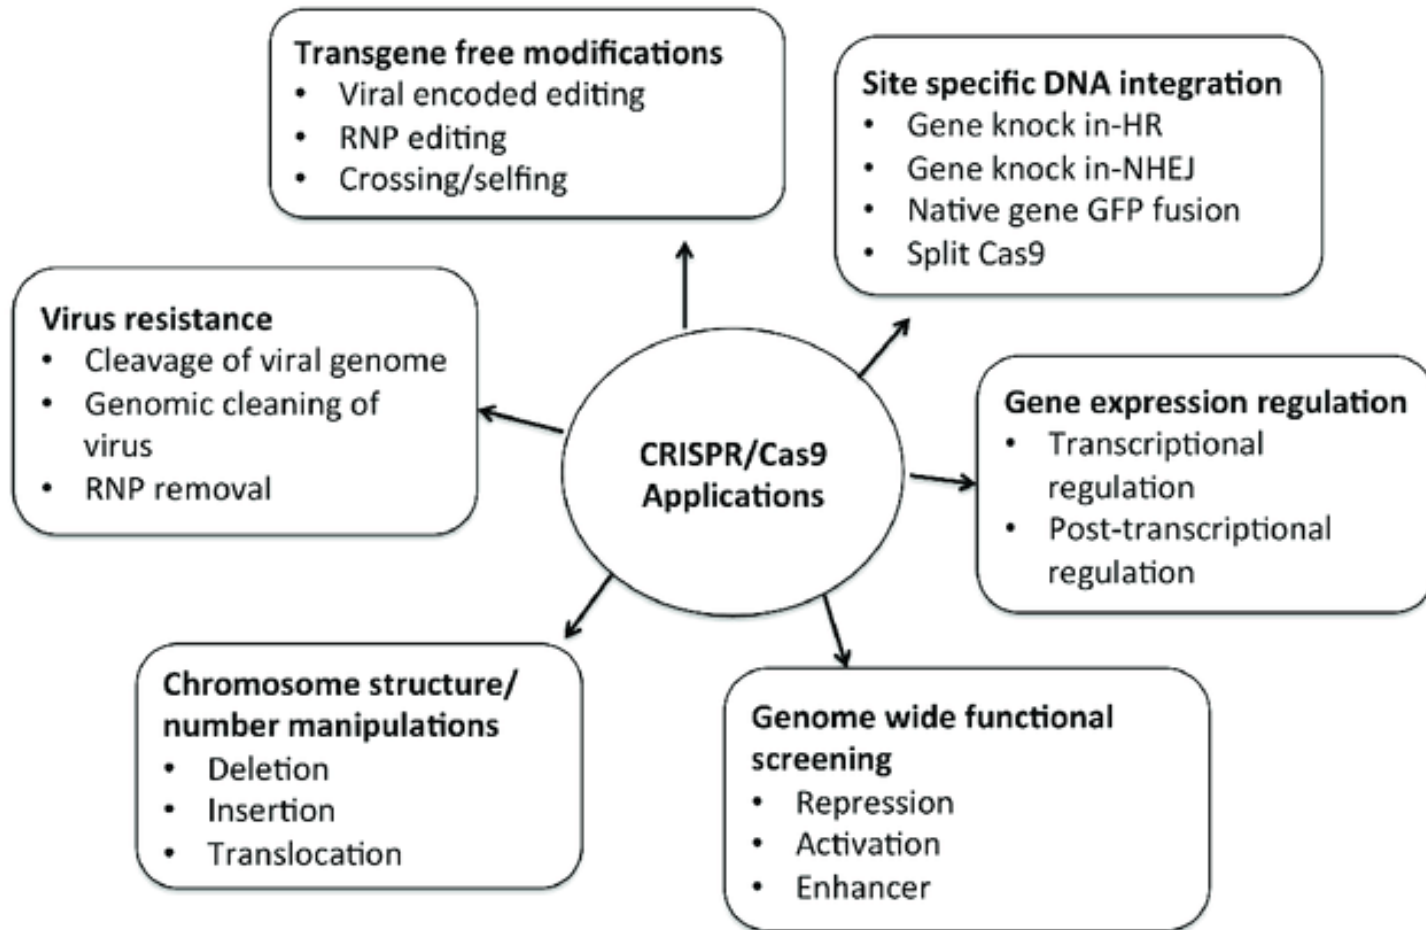 Transgene free modifications
• Viral encoded editing
• RNP editing
• Crossing/selfing
Site specific DNA integration
• Gene knock in-HR
• Gene knock in-NHEJ
• Native gene GFP fusion
• Split Cas9
Virus resistance
• Cleavage of viral genome
• Genomic cleaning of
virus
• RNP removal
CRISPR/Cas9
Applications
Gene expression regulation
• Transcriptional
regulation
• Post-transcriptional
regulation
Chromosome structure/
number manipulations
• Deletion
• Insertion
• Translocation
Genome wide functional
screening
• Repression
• Activation
• Enhancer